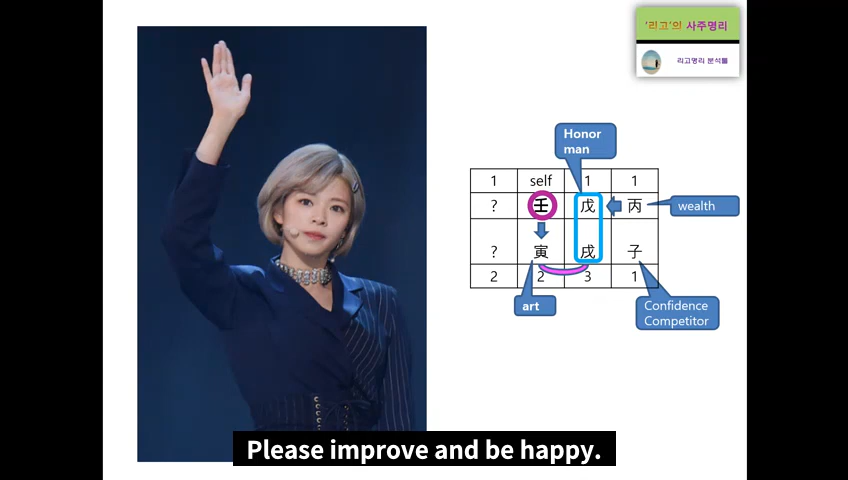 '리고'의 사주명리
리고명리 분석틀
Honor
man
1 self 1 1
? 壬 戊 丙
wealth
? 寅 戌 子
2 2 3 1
art
Confidence
Competitor
Please improve and be happy.